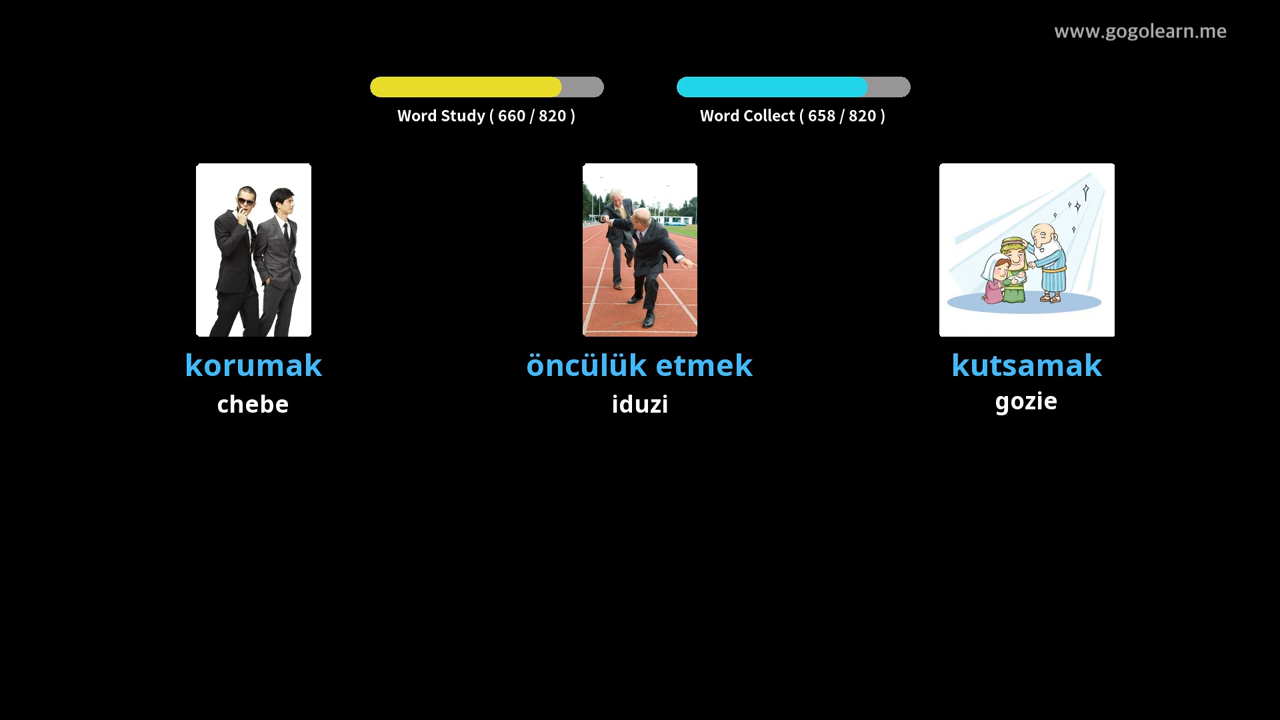 www.gogolearn.me
Word Study ( 660 / 820 )
Word Collect ( 658 / 820 )
korumak
chebe
öncülük etmek
iduzi
kutsamak
gozie